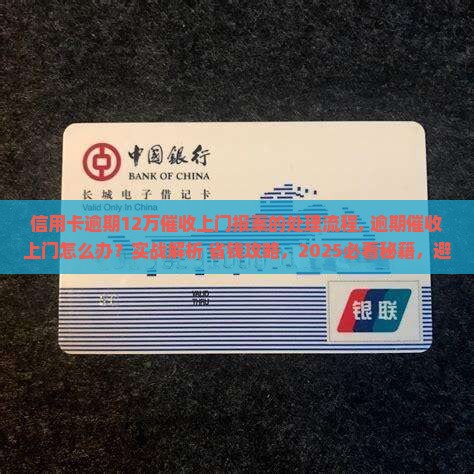 中国银行
BANK OF CHINA
长城电子借记卡
Valid Only in China
信用卡逾期12万催收上门报案的处理流程, 逾期催收
上门怎么办？实战解析 省钱攻略，2025必看秘籍，避
VALID
THRU
银联